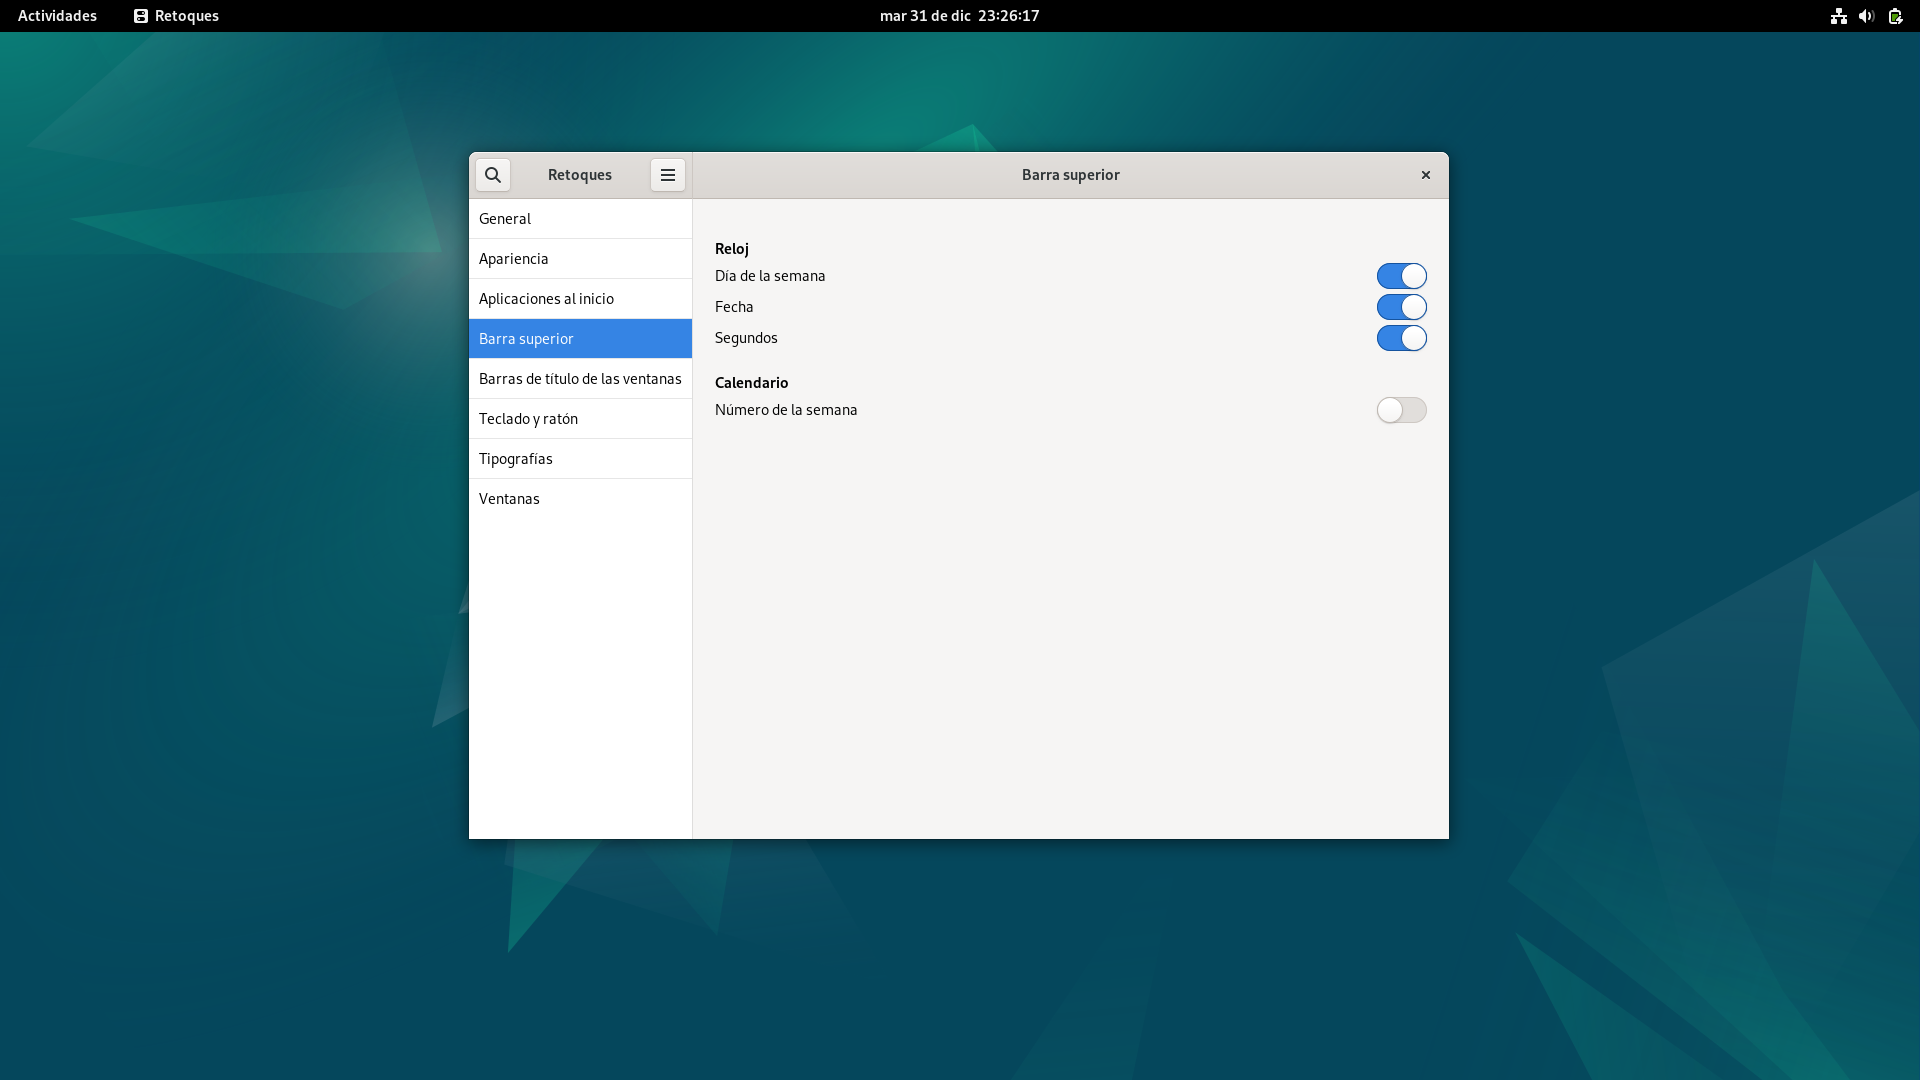 Actividades
Retoques
mar 31 de dic 23:26:17
Retoques
Barra superior
General
Apariencia
Aplicaciones al inicio
Barra superior
Barras de título de las ventanas
Teclado y ratón
Tipografías
Ventanas
Reloj
Día de la semana
Fecha
Segundos
Calendario
Número de la semana